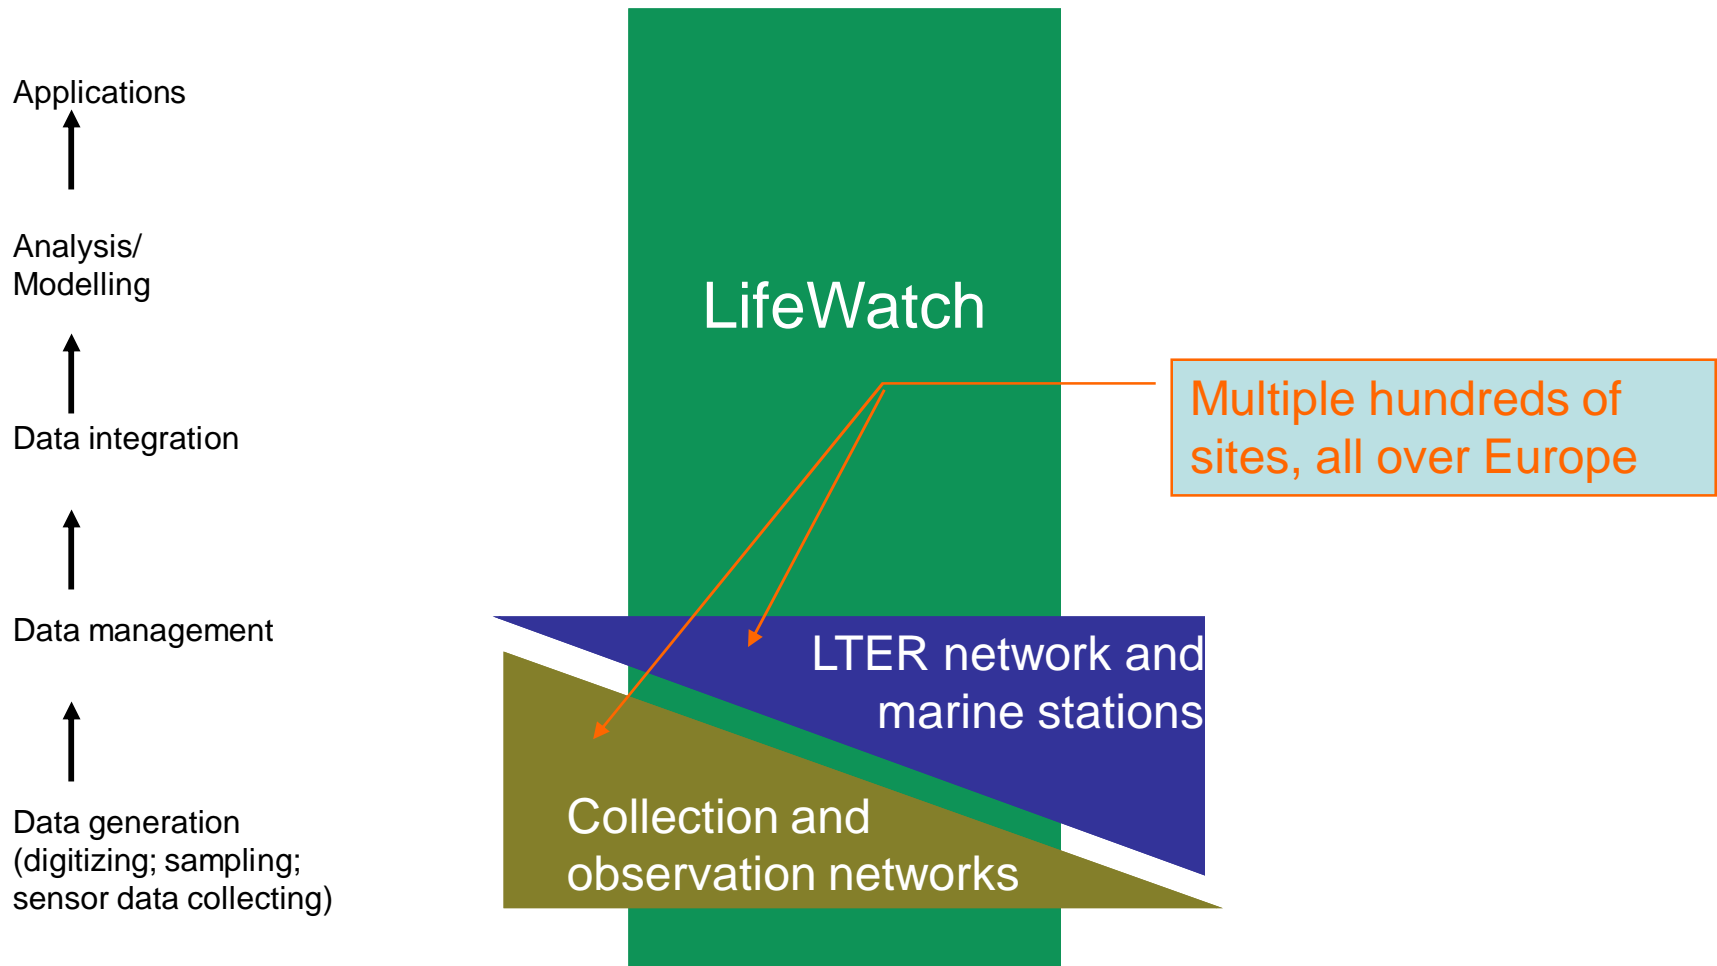 Applications
Analysis/
Modelling
Data integration
Data management
Data generation
(digitizing; sampling;
sensor data collecting)
LifeWatch
Multiple hundreds of
sites, all over Europe
LTER network and
marine stations
Collection and
observation networks